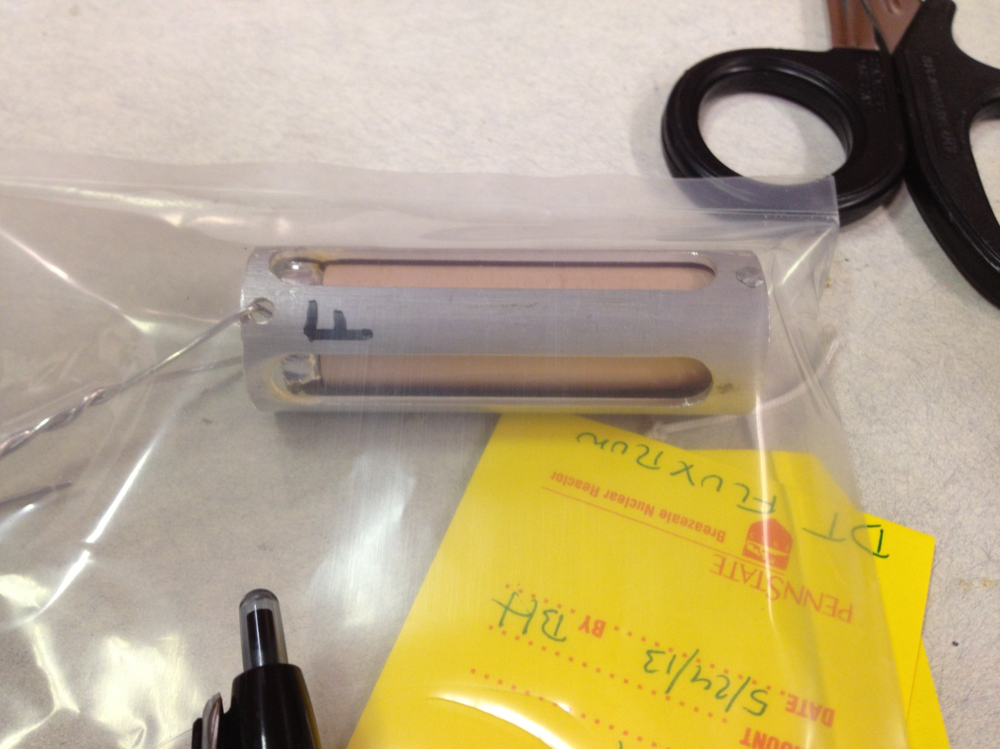 F
DT FLUX RUN
PENNSTATE
Breazeale Nuclear Reactor
DATE 5/24/13 BY BH